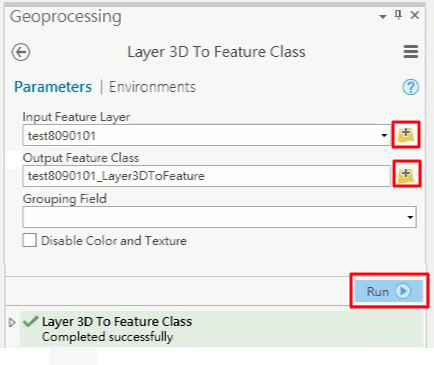 Geoprocessing
Layer 3D To Feature Class
Parameters | Environments
Input Feature Layer
test8090101
Output Feature Class
test8090101_Layer3DToFeature
Grouping Field
Disable Color and Texture
Run
Layer 3D To Feature Class
Completed successfully